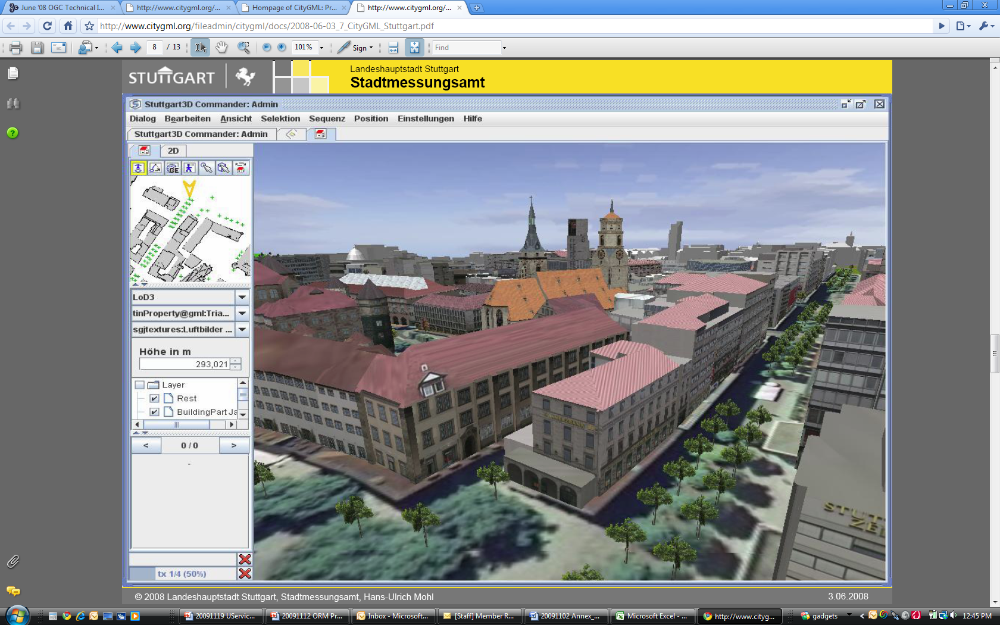 June '08 OGC Technical I...
http://www.citygml.org/...
Hompage of CityGML: Pr...
http://www.citygml.org/...
http://www.citygml.org/fileadmin/citygml/docs/2008-06-03_7_CityGML_Stuttgart.pdf
8 / 13
101%
Sign
Find
STUTTGART
Landeshauptstadt Stuttgart
Stadtmessungsamt
Stuttgart3D Commander: Admin
Dialog Bearbeiten Ansicht Selektion Sequenz Position Einstellungen Hilfe
Stuttgart3D Commander: Admin
2D
GE
LoD3
tinProperty@gml:Tria...
sgjtextures:Luftbilder ...
Höhe in m
293,021
Layer
Rest
BuildingPart Ja
< 0 / 0 >
-
tx 1/4 (50%)
STUT
ZE
© 2008 Landeshauptstadt Stuttgart, Stadtmessungsamt, Hans-Ulrich Mohl
3.06.2008
20091119 UServic...
20091112 ORM Pr...
Inbox - Microsoft...
[Staff] Member R...
20091102 Annex_...
Microsoft Excel - ...
http://www.cityg...
gadgets
12:45 PM